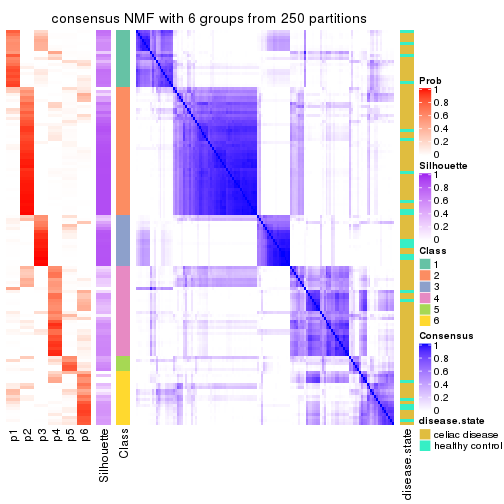 consensus NMF with 6 groups from 250 partitions
p1
p2
p3
p4
p5
p6
Silhouette
Class
disease.state
Prob
1
0.8
0.6
0.4
0.2
0
Silhouette
1
0.8
0.6
0.4
0.2
0
Class
1
2
3
4
5
6
Consensus
1
0.8
0.6
0.4
0.2
0
disease.state
celiac disease
healthy control